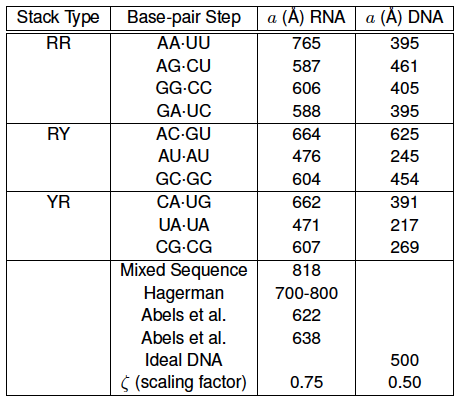 Stack Type Base-pair Step a (Å) RNA a (Å) DNA
RR AA·UU 765 395
AG·CU 587 461
GG·CC 606 405
GA·UC 588 395
RY AC·GU 664 625
AU·AU 476 245
GC·GC 604 454
YR CA·UG 662 391
UA·UA 471 217
CG·CG 607 269
Mixed Sequence 818
Hagerman 700-800
Abels et al. 622
Abels et al. 638
Ideal DNA 500
ζ (scaling factor) 0.75 0.50